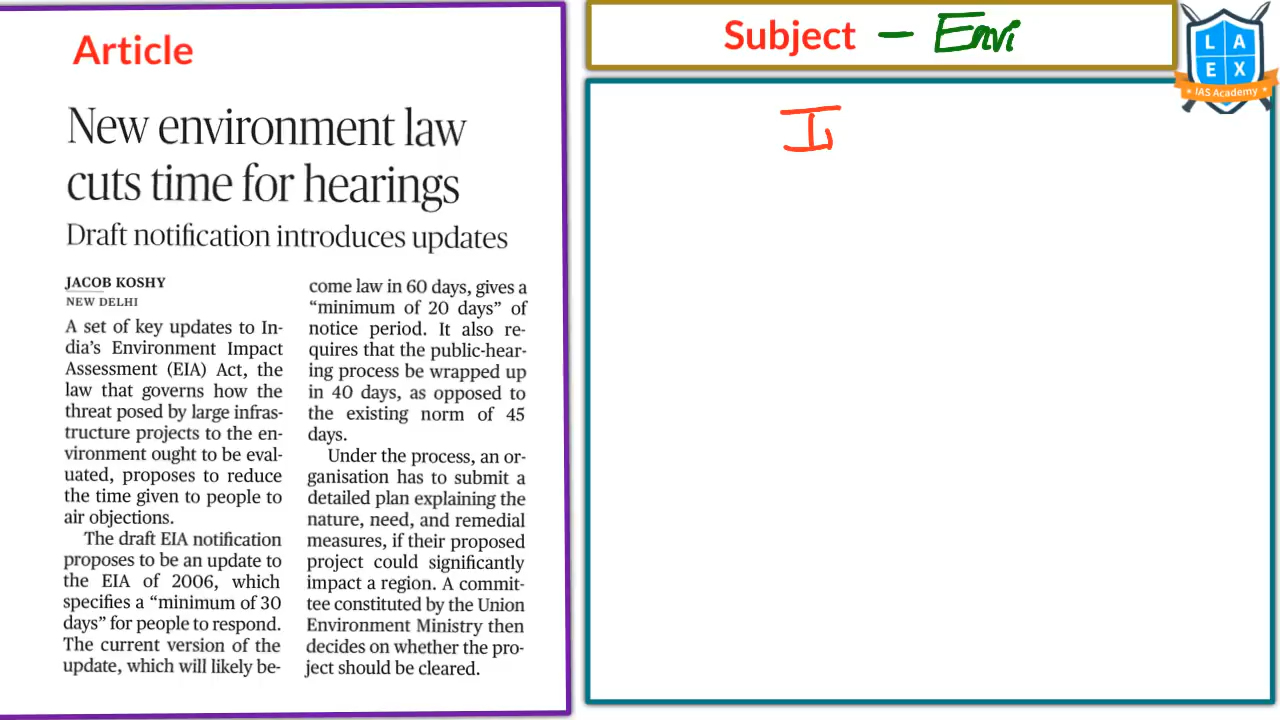 Article
New environment law
cuts time for hearings
Draft notification introduces updates
JACOB KOSHY
NEW DELHI
A set of key updates to In-
dia's Environment Impact
Assessment (EIA) Act, the
law that governs how the
threat posed by large infras-
tructure projects to the en-
vironment ought to be eval-
uated, proposes to reduce
the time given to people to
air objections.
The draft EIA notification
proposes to be an update to
the EIA of 2006, which
specifies a "minimum of 30
days" for people to respond.
The current version of the
update, which will likely be-
come law in 60 days, gives a
"minimum of 20 days" of
notice period. It also re-
quires that the public-hear-
ing process be wrapped up
in 40 days, as opposed to
the existing norm of 45
days.
Under the process, an or-
ganisation has to submit a
detailed plan explaining the
nature, need, and remedial
measures, if their proposed
project could significantly
impact a region. A commit-
tee constituted by the Union
Environment Ministry then
decides on whether the pro-
ject should be cleared.
Subject - Envi
LA
EX
IAS Academy